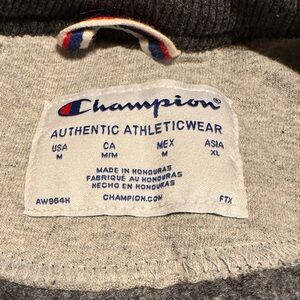 Champion®
AUTHENTIC ATHLETICWEAR
USA CA MEX ASIA
M M/M M XL
MADE IN HONDURAS
FABRIQUÉ AU HONDURAS
HECHO EN HONDURAS
AW964H CHAMPION.COM FTX